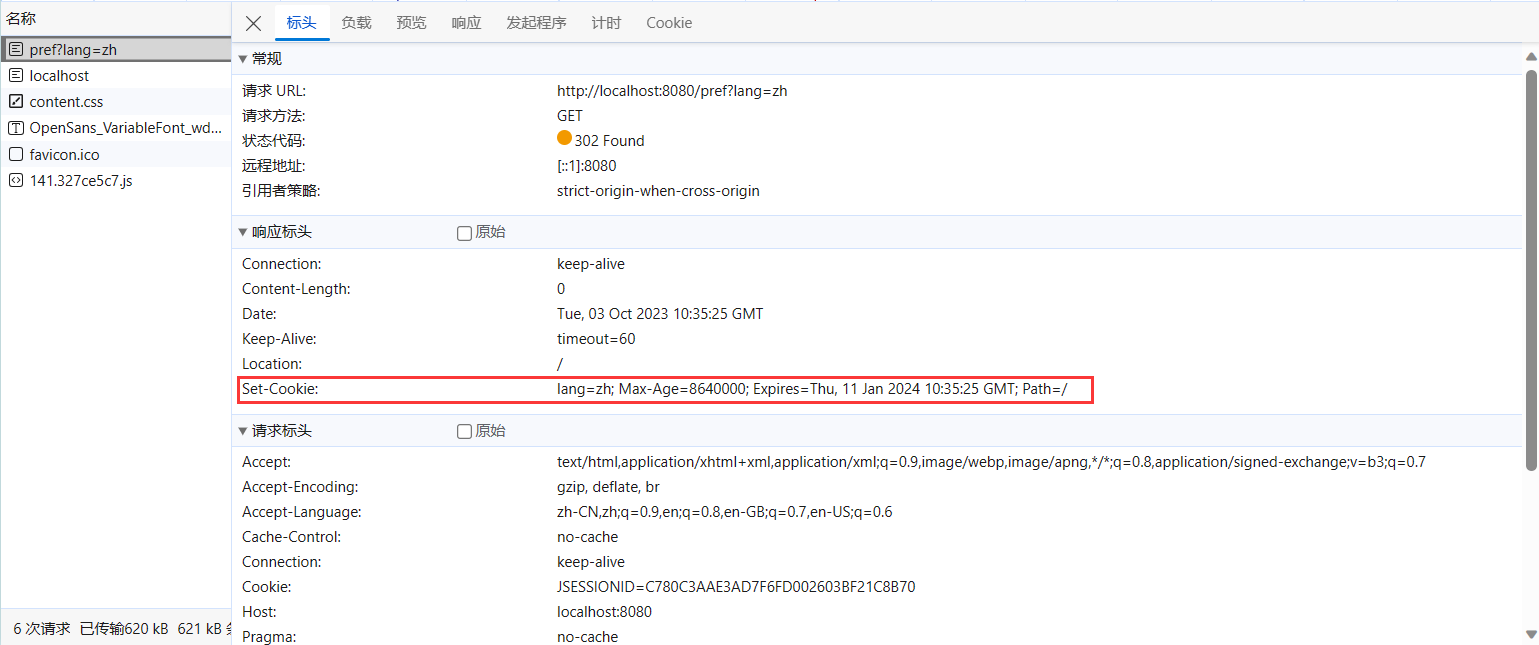 名称
pref?lang=zh
localhost
content.css
OpenSans_VariableFont_wd...
favicon.ico
141.327ce5c7.js
6 次请求 已传输620 kB 621 kB
标头 负载 预览 响应 发起程序 计时 Cookie
常规
请求 URL: http://localhost:8080/pref?lang=zh
请求方法: GET
状态代码: 302 Found
远程地址: [::1]:8080
引用者策略: strict-origin-when-cross-origin
响应标头 原始
Connection: keep-alive
Content-Length: 0
Date: Tue, 03 Oct 2023 10:35:25 GMT
Keep-Alive: timeout=60
Location: /
Set-Cookie: lang=zh; Max-Age=8640000; Expires=Thu, 11 Jan 2024 10:35:25 GMT; Path=/
请求标头 原始
Accept: text/html,application/xhtml+xml,application/xml;q=0.9,image/webp,image/apng,*/*;q=0.8,application/signed-exchange;v=b3;q=0.7
Accept-Encoding: gzip, deflate, br
Accept-Language: zh-CN,zh;q=0.9,en;q=0.8,en-GB;q=0.7,en-US;q=0.6
Cache-Control: no-cache
Connection: keep-alive
Cookie: JSESSIONID=C780C3AAE3AD7F6FD002603BF21C8B70
Host: localhost:8080
Pragma: no-cache